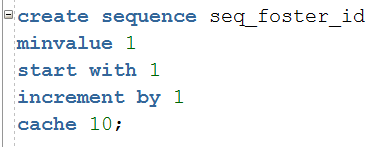 create sequence seq_foster_id
minvalue 1
start with 1
increment by 1
cache 10;